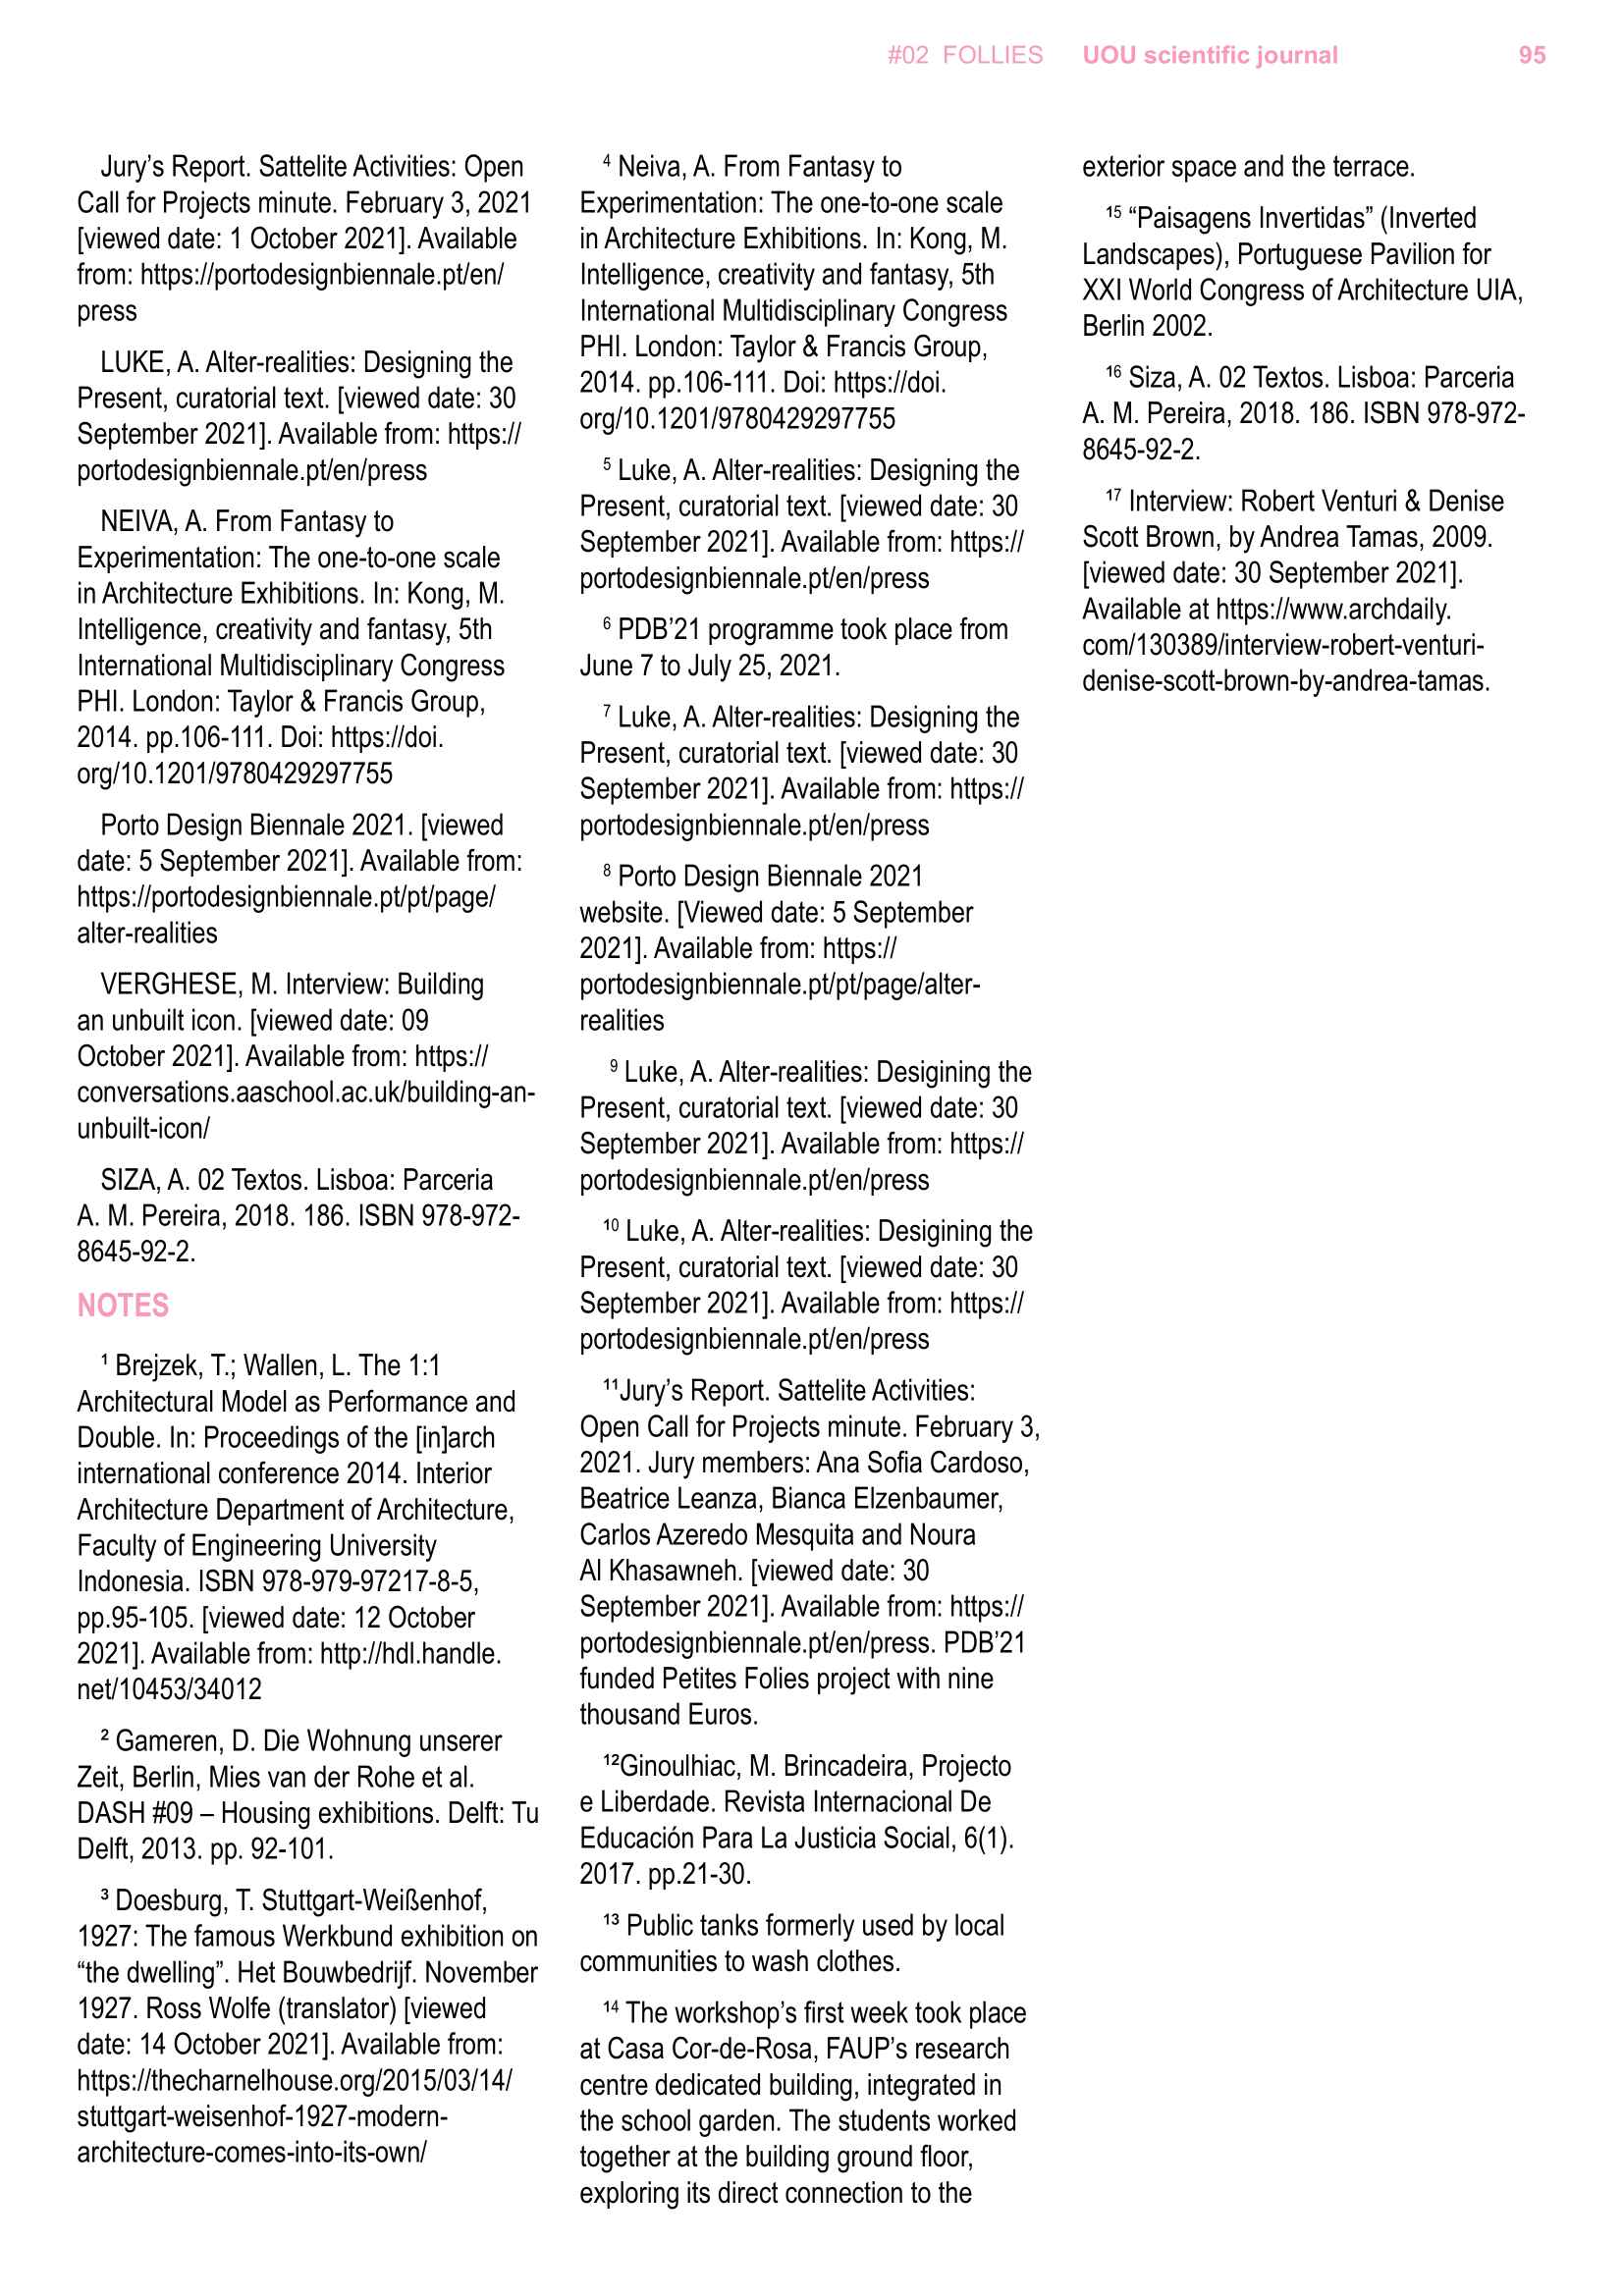 #02 FOLLIES UOU scientific journal 95
Jury’s Report. Sattelite Activities: Open
Call for Projects minute. February 3, 2021
[viewed date: 1 October 2021]. Available
from: https://portodesignbiennale.pt/en/
press
LUKE, A. Alter-realities: Designing the
Present, curatorial text. [viewed date: 30
September 2021]. Available from: https://
portodesignbiennale.pt/en/press
NEIVA, A. From Fantasy to
Experimentation: The one-to-one scale
in Architecture Exhibitions. In: Kong, M.
Intelligence, creativity and fantasy, 5th
International Multidisciplinary Congress
PHI. London: Taylor & Francis Group,
2014. pp.106-111. Doi: https://doi.
org/10.1201/9780429297755
Porto Design Biennale 2021. [viewed
date: 5 September 2021]. Available from:
https://portodesignbiennale.pt/pt/page/
alter-realities
VERGHESE, M. Interview: Building
an unbuilt icon. [viewed date: 09
October 2021]. Available from: https://
conversations.aaschool.ac.uk/building-an-
unbuilt-icon/
SIZA, A. 02 Textos. Lisboa: Parceria
A. M. Pereira, 2018. 186. ISBN 978-972-
8645-92-2.
NOTES
¹ Brejzek, T.; Wallen, L. The 1:1
Architectural Model as Performance and
Double. In: Proceedings of the [in]arch
international conference 2014. Interior
Architecture Department of Architecture,
Faculty of Engineering University
Indonesia. ISBN 978-979-97217-8-5,
pp.95-105. [viewed date: 12 October
2021]. Available from: http://hdl.handle.
net/10453/34012
² Gameren, D. Die Wohnung unserer
Zeit, Berlin, Mies van der Rohe et al.
DASH #09 – Housing exhibitions. Delft: Tu
Delft, 2013. pp. 92-101.
³ Doesburg, T. Stuttgart-Weißenhof,
1927: The famous Werkbund exhibition on
“the dwelling”. Het Bouwbedrijf. November
1927. Ross Wolfe (translator) [viewed
date: 14 October 2021]. Available from:
https://thecharnelhouse.org/2015/03/14/
stuttgart-weisenhof-1927-modern-
architecture-comes-into-its-own/
⁴ Neiva, A. From Fantasy to
Experimentation: The one-to-one scale
in Architecture Exhibitions. In: Kong, M.
Intelligence, creativity and fantasy, 5th
International Multidisciplinary Congress
PHI. London: Taylor & Francis Group,
2014. pp.106-111. Doi: https://doi.
org/10.1201/9780429297755
⁵ Luke, A. Alter-realities: Designing the
Present, curatorial text. [viewed date: 30
September 2021]. Available from: https://
portodesignbiennale.pt/en/press
⁶ PDB’21 programme took place from
June 7 to July 25, 2021.
⁷ Luke, A. Alter-realities: Designing the
Present, curatorial text. [viewed date: 30
September 2021]. Available from: https://
portodesignbiennale.pt/en/press
⁸ Porto Design Biennale 2021
website. [Viewed date: 5 September
2021]. Available from: https://
portodesignbiennale.pt/pt/page/alter-
realities
⁹ Luke, A. Alter-realities: Desigining the
Present, curatorial text. [viewed date: 30
September 2021]. Available from: https://
portodesignbiennale.pt/en/press
¹⁰ Luke, A. Alter-realities: Desigining the
Present, curatorial text. [viewed date: 30
September 2021]. Available from: https://
portodesignbiennale.pt/en/press
¹¹Jury’s Report. Sattelite Activities:
Open Call for Projects minute. February 3,
2021. Jury members: Ana Sofia Cardoso,
Beatrice Leanza, Bianca Elzenbaumer,
Carlos Azeredo Mesquita and Noura
Al Khasawneh. [viewed date: 30
September 2021]. Available from: https://
portodesignbiennale.pt/en/press. PDB’21
funded Petites Folies project with nine
thousand Euros.
¹²Ginoulhiac, M. Brincadeira, Projecto
e Liberdade. Revista Internacional De
Educación Para La Justicia Social, 6(1).
2017. pp.21-30.
¹³ Public tanks formerly used by local
communities to wash clothes.
¹⁴ The workshop’s first week took place
at Casa Cor-de-Rosa, FAUP’s research
centre dedicated building, integrated in
the school garden. The students worked
together at the building ground floor,
exploring its direct connection to the
exterior space and the terrace.
¹⁵ “Paisagens Invertidas” (Inverted
Landscapes), Portuguese Pavilion for
XXI World Congress of Architecture UIA,
Berlin 2002.
¹⁶ Siza, A. 02 Textos. Lisboa: Parceria
A. M. Pereira, 2018. 186. ISBN 978-972-
8645-92-2.
¹⁷ Interview: Robert Venturi & Denise
Scott Brown, by Andrea Tamas, 2009.
[viewed date: 30 September 2021].
Available at https://www.archdaily.
com/130389/interview-robert-venturi-
denise-scott-brown-by-andrea-tamas.